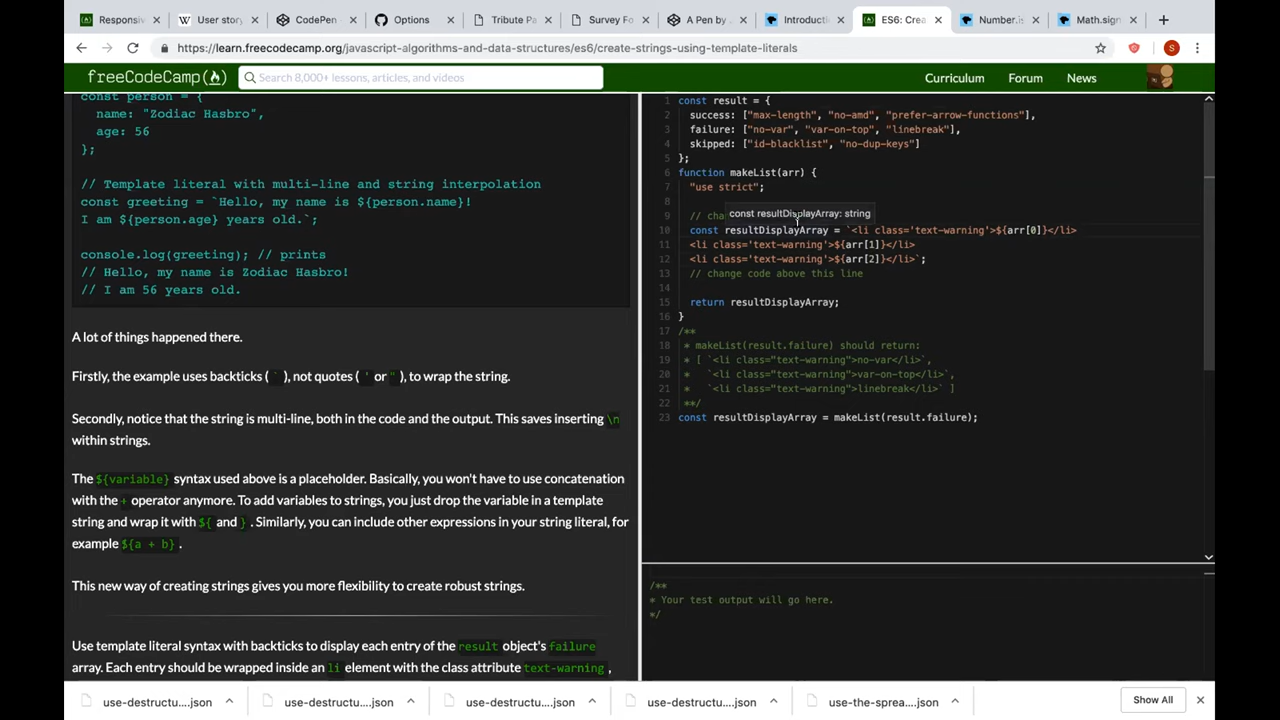 Responsiv
User story
CodePen
Options
Tribute Pa
Survey Fo
A Pen by
Introducti
ES6: Crea
Number.is
Math.sign
https://learn.freecodecamp.org/javascript-algorithms-and-data-structures/es6/create-strings-using-template-literals
S
freeCodeCamp
Search 8,000+ lessons, articles, and videos
Curriculum
Forum
News
const person = {
name: "Zodiac Hasbro",
age: 56
};
// Template literal with multi-line and string interpolation
const greeting = `Hello, my name is ${person.name}!
I am ${person.age} years old.`;
console.log(greeting); // prints
// Hello, my name is Zodiac Hasbro!
// I am 56 years old.
A lot of things happened there.
Firstly, the example uses backticks ( ` ), not quotes ( ' or " ), to wrap the string.
Secondly, notice that the string is multi-line, both in the code and the output. This saves inserting \n
within strings.
The ${variable} syntax used above is a placeholder. Basically, you won't have to use concatenation
with the + operator anymore. To add variables to strings, you just drop the variable in a template
string and wrap it with ${ and } . Similarly, you can include other expressions in your string literal, for
example ${a + b} .
This new way of creating strings gives you more flexibility to create robust strings.
Use template literal syntax with backticks to display each entry of the result object's failure
array. Each entry should be wrapped inside an li element with the class attribute text-warning ,
1 const result = {
2 success: ["max-length", "no-amd", "prefer-arrow-functions"],
3 failure: ["no-var", "var-on-top", "linebreak"],
4 skipped: ["id-blacklist", "no-dup-keys"]
5 };
6 function makeList(arr) {
7 "use strict";
8
const resultDisplayArray: string
9 // cha
10 const resultDisplayArray = `<li class='text-warning'>${arr[0]}</li>
11 <li class='text-warning'>${arr[1]}</li>
12 <li class='text-warning'>${arr[2]}</li>`;
13 // change code above this line
14
15 return resultDisplayArray;
16 }
17 /**
18 * makeList(result.failure) should return:
19 * [ `<li class="text-warning">no-var</li>`,
20 * `<li class="text-warning">var-on-top</li>`,
21 * `<li class="text-warning">linebreak</li>` ]
22 **/
23 const resultDisplayArray = makeList(result.failure);
/**
* Your test output will go here.
*/
use-destructu....json
use-destructu....json
use-destructu....json
use-destructu....json
use-the-sprea....json
Show All